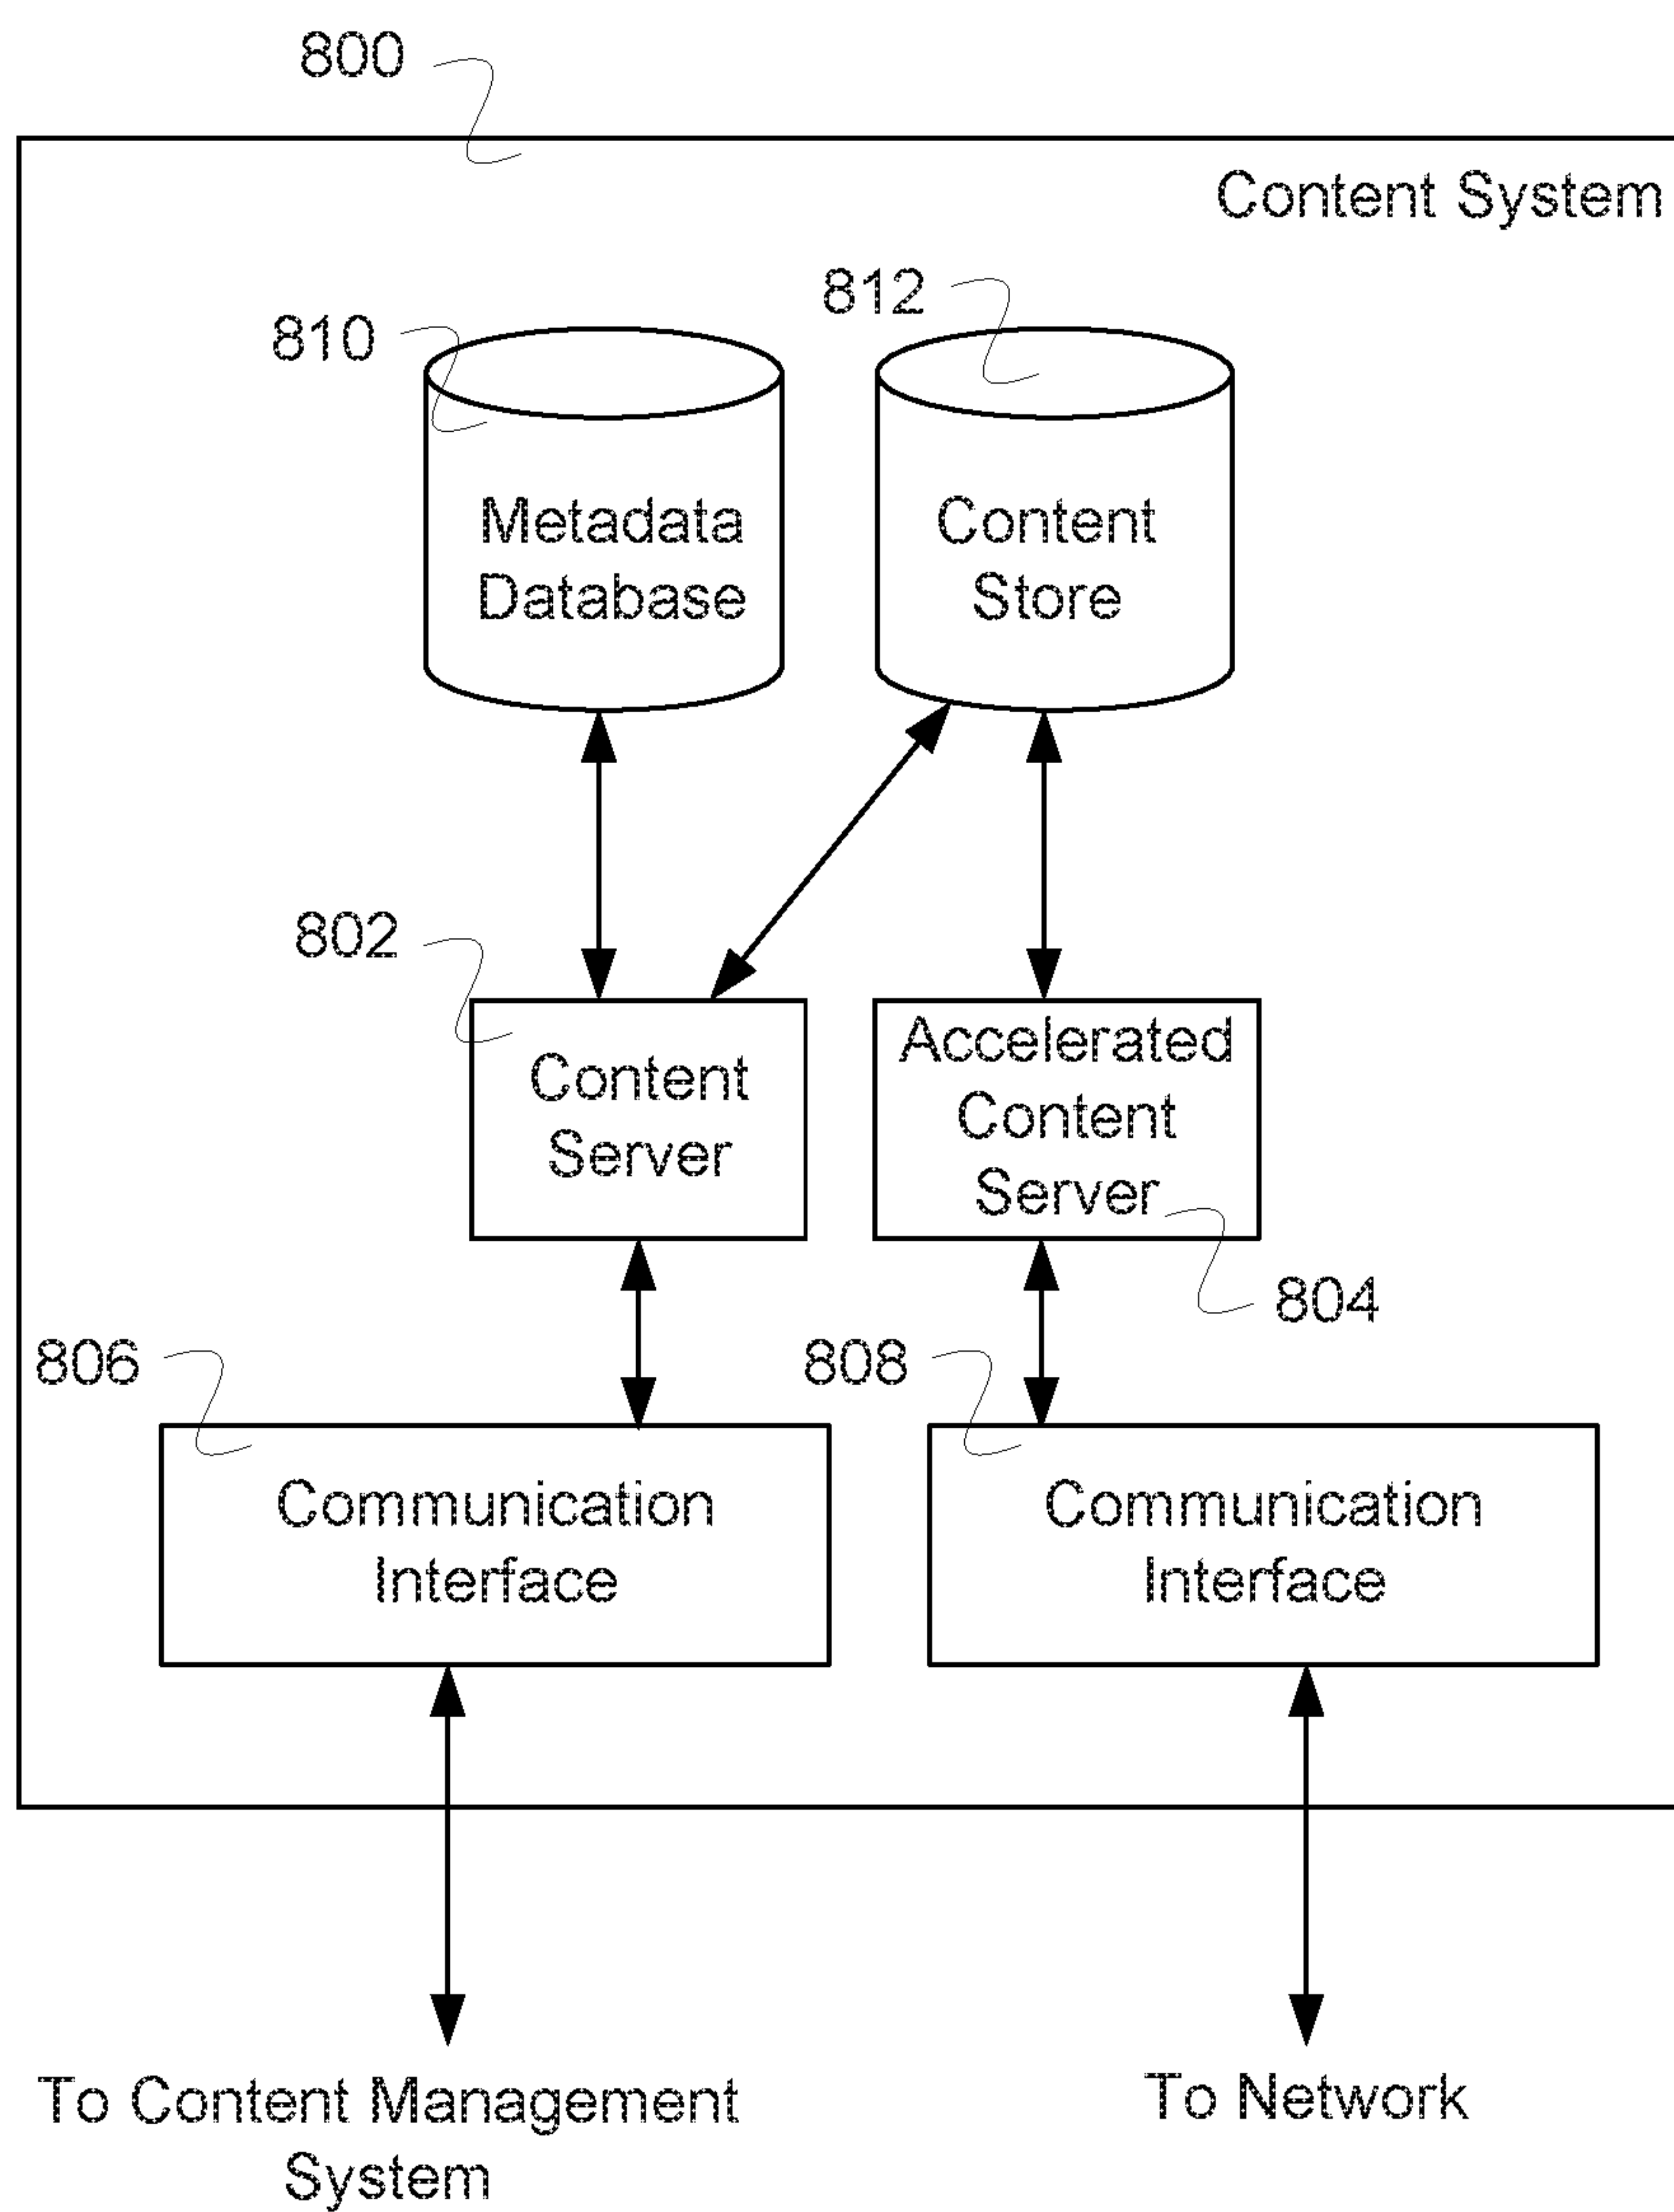 800
Content System
812
810
Metadata
Database
Content
Store
802
Content
Server
Accelerated
Content
Server
804
806
808
Communication
Interface
Communication
Interface
To Content Management
System
To Network